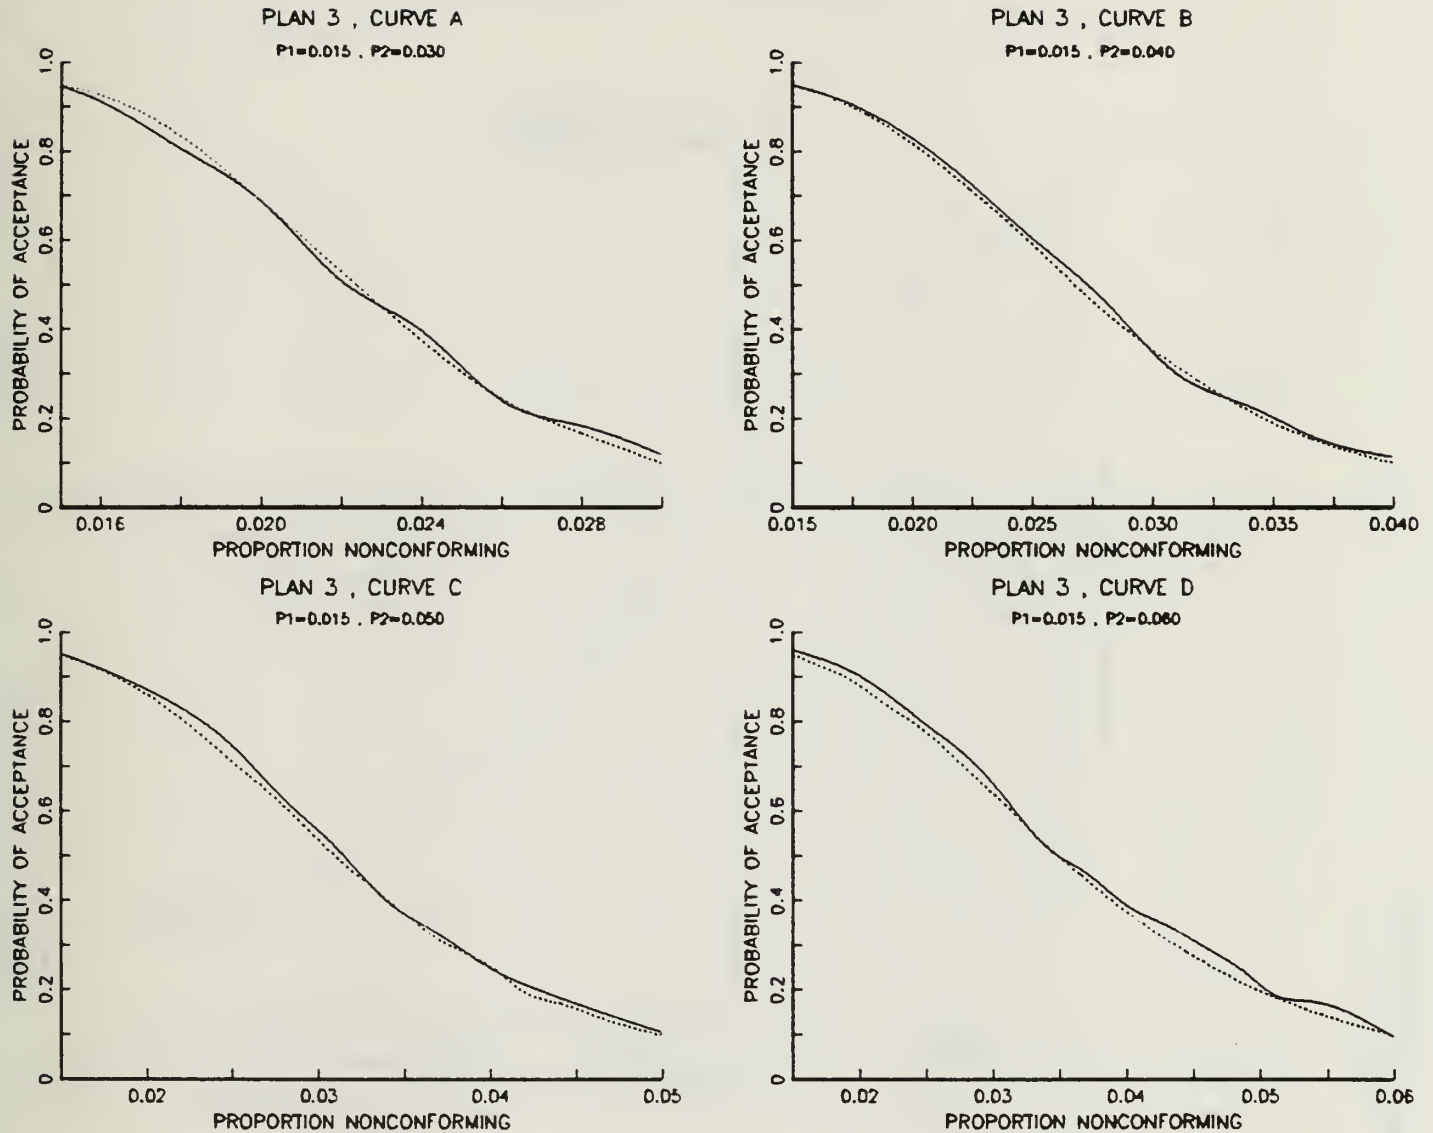 PLAN 3 , CURVE A
P1=0.015 , P2=0.030
PROBABILITY OF ACCEPTANCE
1.0
0.8
0.6
0.4
0.2
0
0.016 0.020 0.024 0.028
PROPORTION NONCONFORMING
PLAN 3 , CURVE B
P1=0.015 , P2=0.040
PROBABILITY OF ACCEPTANCE
1.0
0.8
0.6
0.4
0.2
0
0.015 0.020 0.025 0.030 0.035 0.040
PROPORTION NONCONFORMING
PLAN 3 , CURVE C
P1=0.015 , P2=0.050
PROBABILITY OF ACCEPTANCE
1.0
0.8
0.6
0.4
0.2
0
0.02 0.03 0.04 0.05
PROPORTION NONCONFORMING
PLAN 3 , CURVE D
P1=0.015 , P2=0.060
PROBABILITY OF ACCEPTANCE
1.0
0.8
0.6
0.4
0.2
0
0.02 0.03 0.04 0.05 0.06
PROPORTION NONCONFORMING